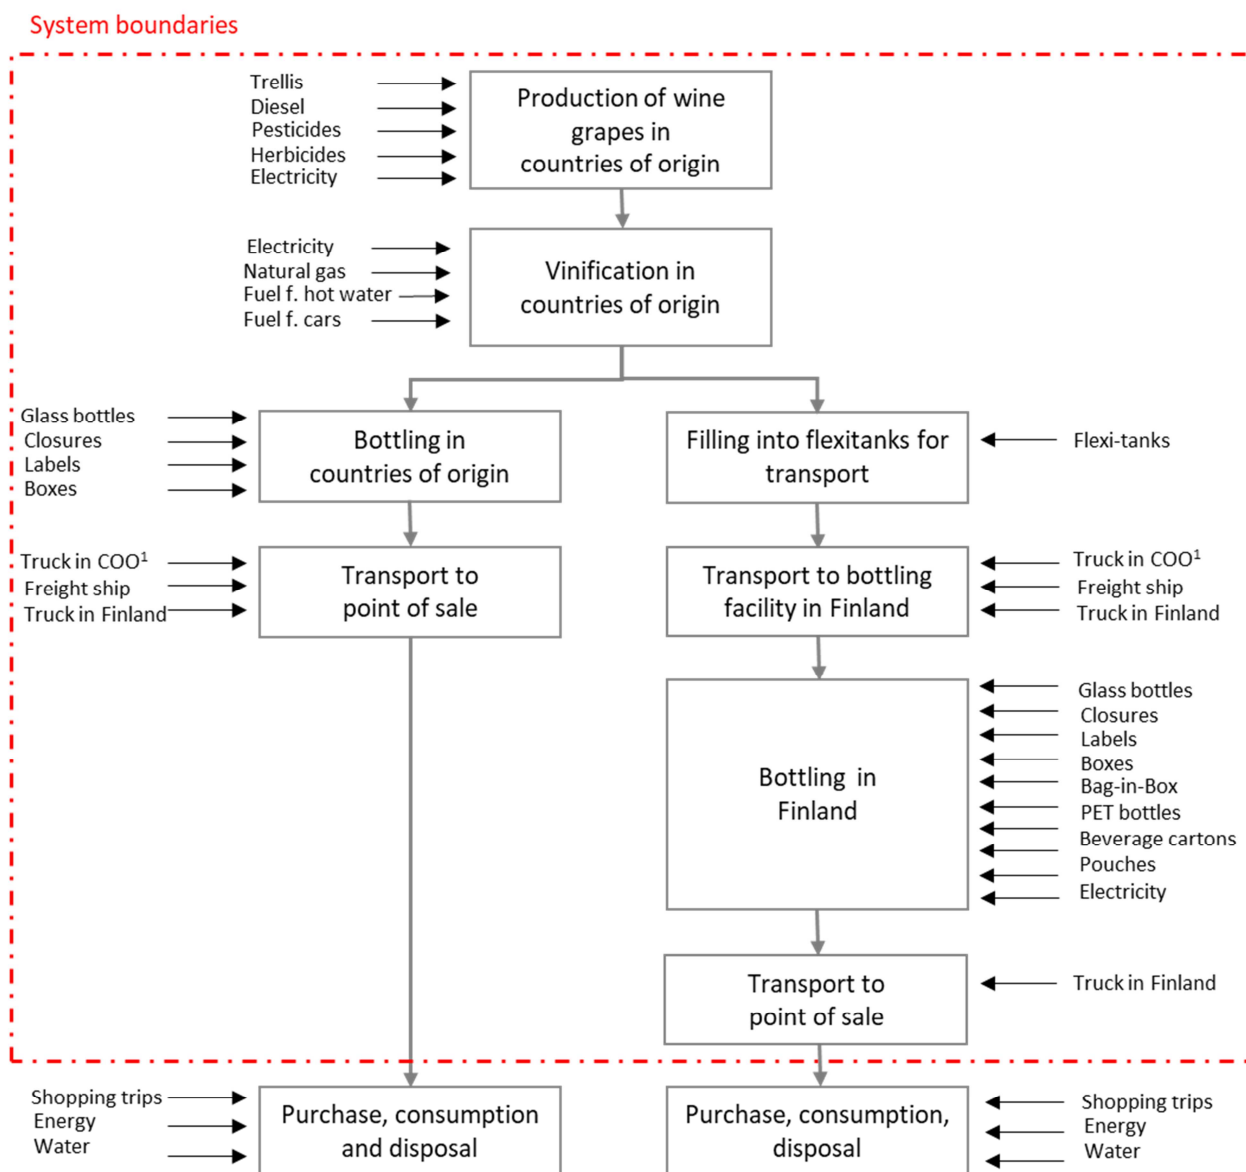 System boundaries
Trellis
Diesel
Pesticides
Herbicides
Electricity
Production of wine
grapes in
countries of origin
Electricity
Natural gas
Fuel f. hot water
Fuel f. cars
Vinification in
countries of origin
Glass bottles
Closures
Labels
Boxes
Bottling in
countries of origin
Filling into flexitanks for
transport
Flexi-tanks
Truck in COO¹
Freight ship
Truck in Finland
Transport to
point of sale
Transport to bottling
facility in Finland
Truck in COO¹
Freight ship
Truck in Finland
Bottling in
Finland
Glass bottles
Closures
Labels
Boxes
Bag-in-Box
PET bottles
Beverage cartons
Pouches
Electricity
Transport to
point of sale
Truck in Finland
Shopping trips
Energy
Water
Purchase, consumption
and disposal
Purchase, consumption,
disposal
Shopping trips
Energy
Water